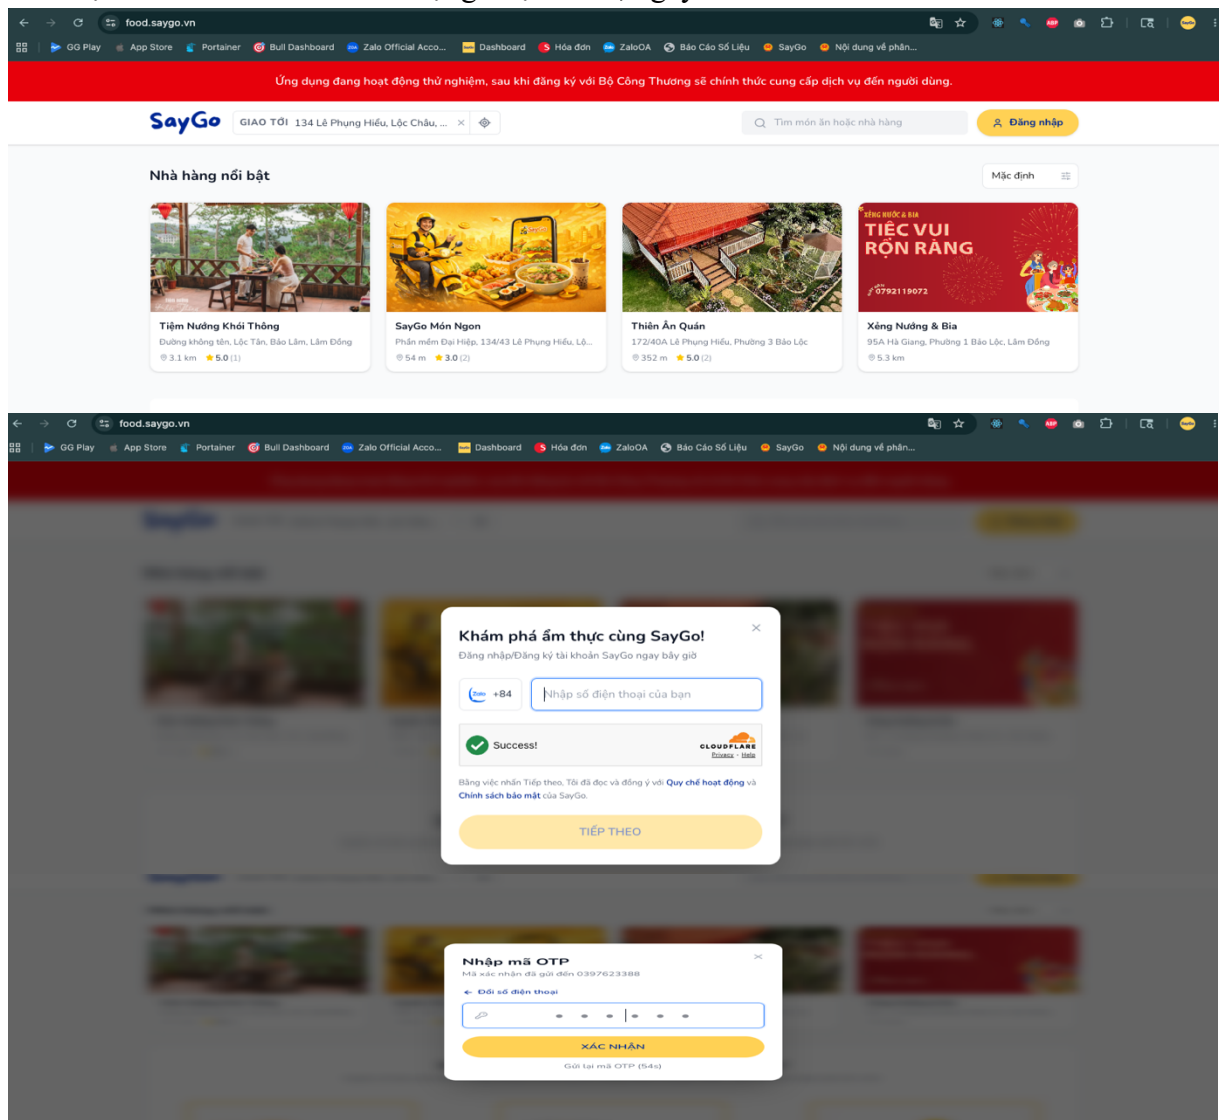 food.saygo.vn
GG Play App Store Portainer Bull Dashboard Zalo Official Acco... Dashboard Hóa đơn ZaloOA Báo Cáo Số Liệu SayGo Nội dung về phân...
Ứng dụng đang hoạt động thử nghiệm, sau khi đăng ký với Bộ Công Thương sẽ chính thức cung cấp dịch vụ đến người dùng.
SayGo GIAO TỚI 134 Lê Phụng Hiểu, Lộc Châu, ... × Tìm món ăn hoặc nhà hàng Đăng nhập
Nhà hàng nổi bật Mặc định
XÈNG NƯỚC & BIA
TIỆC VUI
RỘN RÀNG
0792119072
Tiệm Nướng Khói Thông
Đường không tên, Lộc Tân, Bảo Lâm, Lâm Đồng
3.1 km 5.0 (1)
SayGo Món Ngon
Phần mềm Đại Hiệp, 134/43 Lê Phụng Hiểu, Lộ...
54 m 3.0 (2)
Thiên Ân Quán
172/40A Lê Phụng Hiểu, Phường 3 Bảo Lộc
352 m 5.0 (2)
Xèng Nướng & Bia
95A Hà Giang, Phường 1 Bảo Lộc, Lâm Đồng
5.3 km
food.saygo.vn
GG Play App Store Portainer Bull Dashboard Zalo Official Acco... Dashboard Hóa đơn ZaloOA Báo Cáo Số Liệu SayGo Nội dung về phân...
Khám phá ẩm thực cùng SayGo!
Đăng nhập/Đăng ký tài khoản SayGo ngay bây giờ
Zalo +84 Nhập số điện thoại của bạn
Success! CLOUDFLARE
Privacy - Help
Bằng việc nhấn Tiếp theo, Tôi đã đọc và đồng ý với Quy chế hoạt động và
Chính sách bảo mật của SayGo.
TIẾP THEO
Nhập mã OTP
Mã xác nhận đã gửi đến 0397623388
← Đổi số điện thoại
XÁC NHẬN
Gửi lại mã OTP (54s)